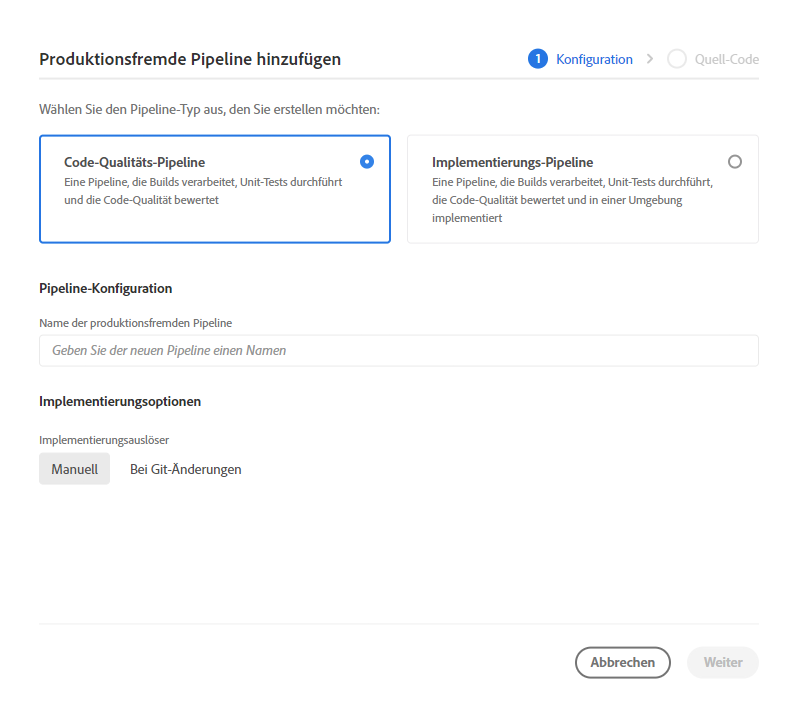 Produktionsfremde Pipeline hinzufügen
1 Konfiguration > Quell-Code
Wählen Sie den Pipeline-Typ aus, den Sie erstellen möchten:
Code-Qualitäts-Pipeline
Eine Pipeline, die Builds verarbeitet, Unit-Tests durchführt
und die Code-Qualität bewertet
Implementierungs-Pipeline
Eine Pipeline, die Builds verarbeitet, Unit-Tests durchführt,
die Code-Qualität bewertet und in einer Umgebung
implementiert
Pipeline-Konfiguration
Name der produktionsfremden Pipeline
Geben Sie der neuen Pipeline einen Namen
Implementierungsoptionen
Implementierungsauslöser
Manuell Bei Git-Änderungen
Abbrechen Weiter